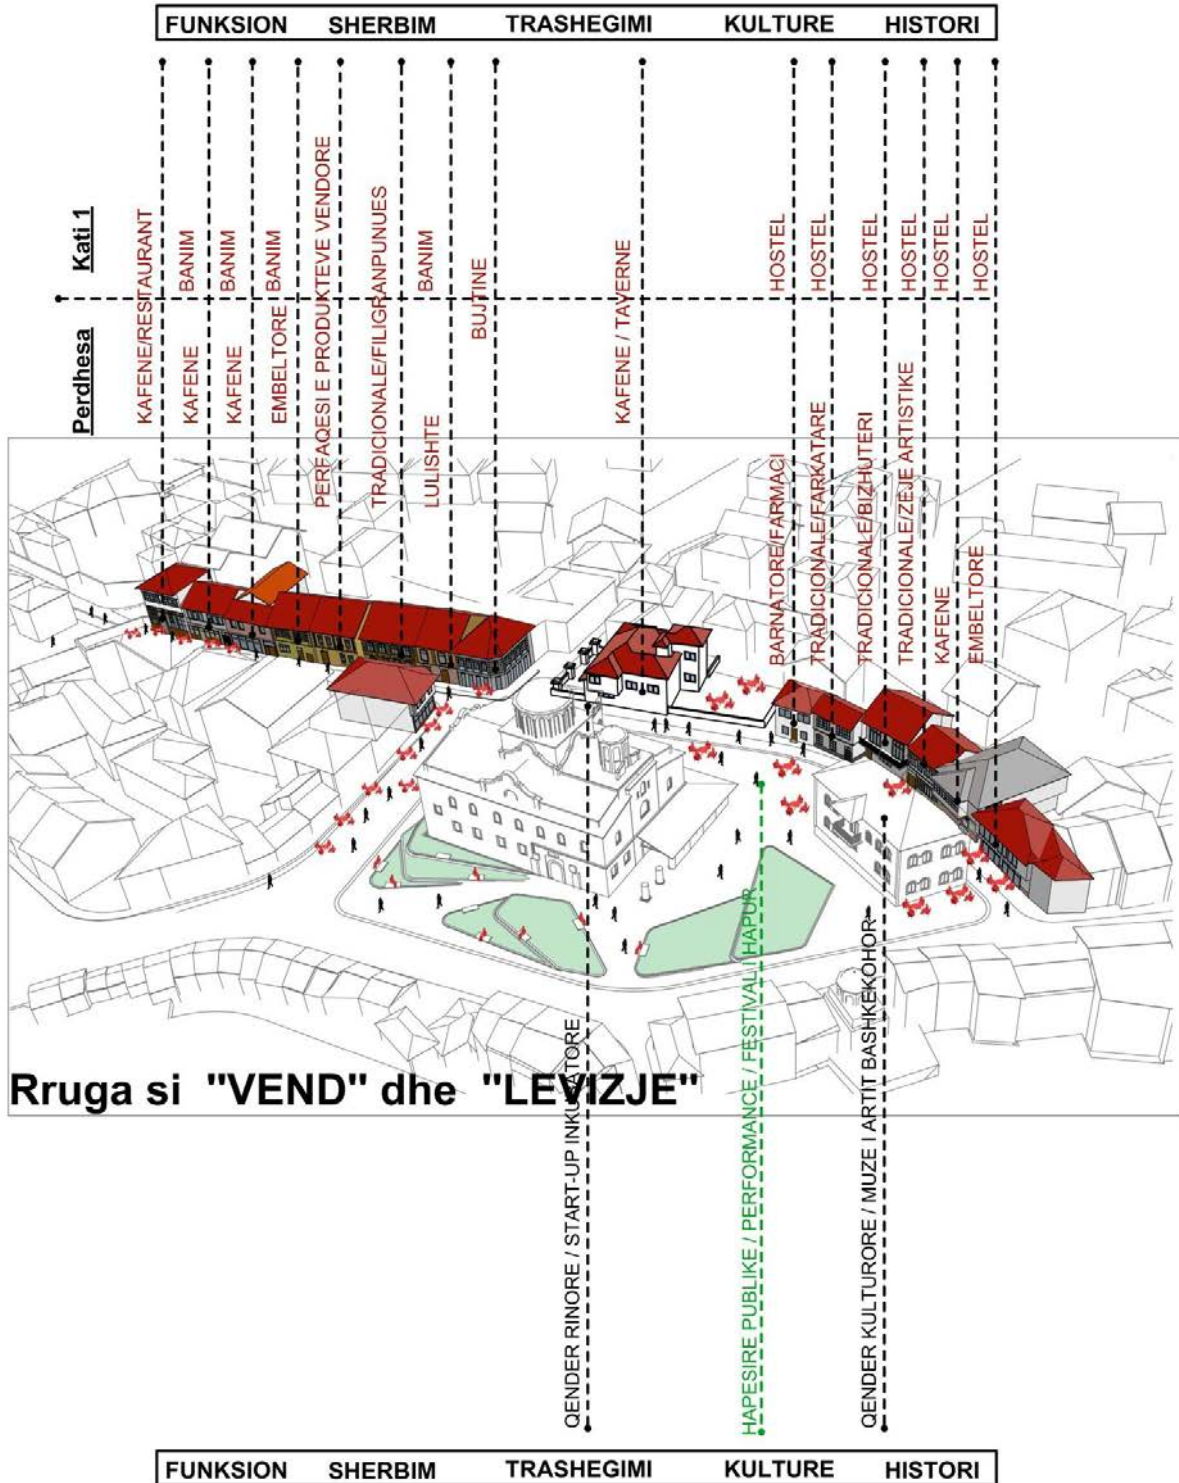 FUNKSION SHERBIM TRASHEGIMI KULTURE HISTORI
Kati 1
Perdhesa
KAFENE/RESTAURANT
BANIM
KAFENE
BANIM
KAFENE
BANIM
EMBELTORE
PERFAQESI E PRODUKTEVE VENDORE
TRADICIONALE/FILIGRANPUNUES
BANIM
LULISHTE
BUJTINE
KAFENE / TAVERNE
HOSTEL
BARNATORE/FARMACI
HOSTEL
TRADICIONALE/FARKATARE
HOSTEL
TRADICIONALE/BIZHUTERI
HOSTEL
TRADICIONALE/ZEJE ARTISTIKE
HOSTEL
KAFENE
HOSTEL
EMBELTORE
Rruga si "VEND" dhe "LEVIZJE"
QENDER RINORE / START-UP INKUBATORE
HAPESIRE PUBLIKE / PERFORMANCE / FESTIVAL I HAPUR
QENDER KULTURORE / MUZE I ARTIT BASHKEKOHOR
FUNKSION SHERBIM TRASHEGIMI KULTURE HISTORI